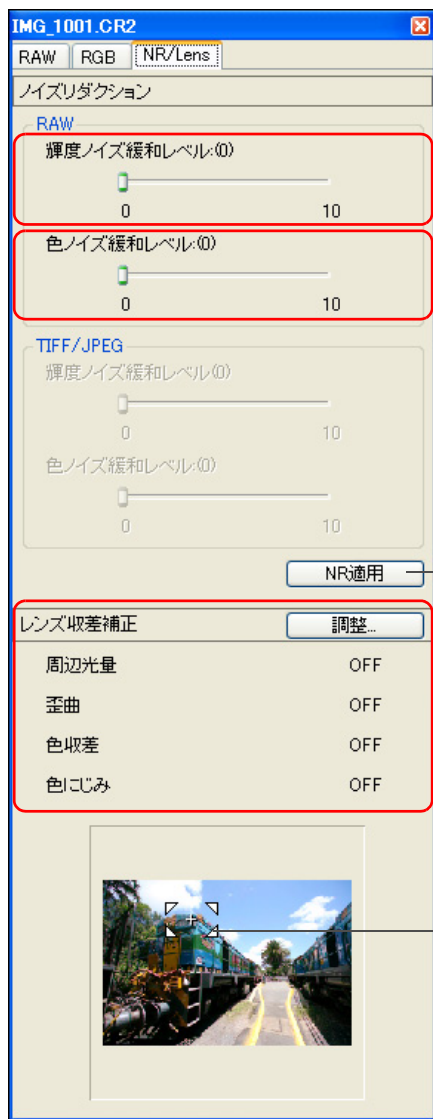 IMG_1001.CR2
RAW RGB NR/Lens
ノイズリダクション
RAW
輝度ノイズ緩和レベル:(0)
0 10
色ノイズ緩和レベル:(0)
0 10
TIFF/JPEG
輝度ノイズ緩和レベル(0)
0 10
色ノイズ緩和レベル:(0)
0 10
NR適用
レンズ収差補正 調整...
周辺光量 OFF
歪曲 OFF
色収差 OFF
色にじみ OFF